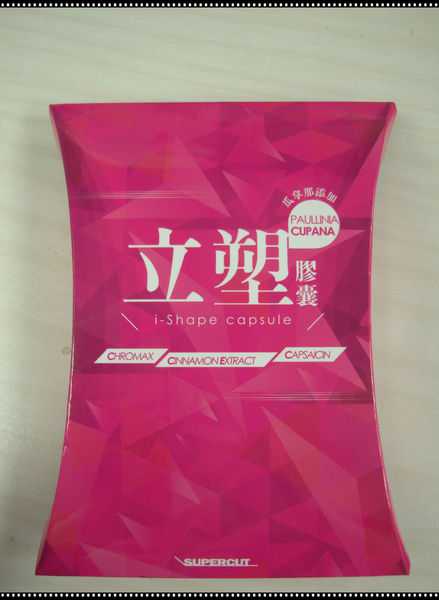 瓜拿那添加
PAULLINIA
CUPANA
立塑
膠囊
i-Shape capsule
CHROMAX
CINNAMON EXTRACT
CAPSAICIN
SUPERCUT